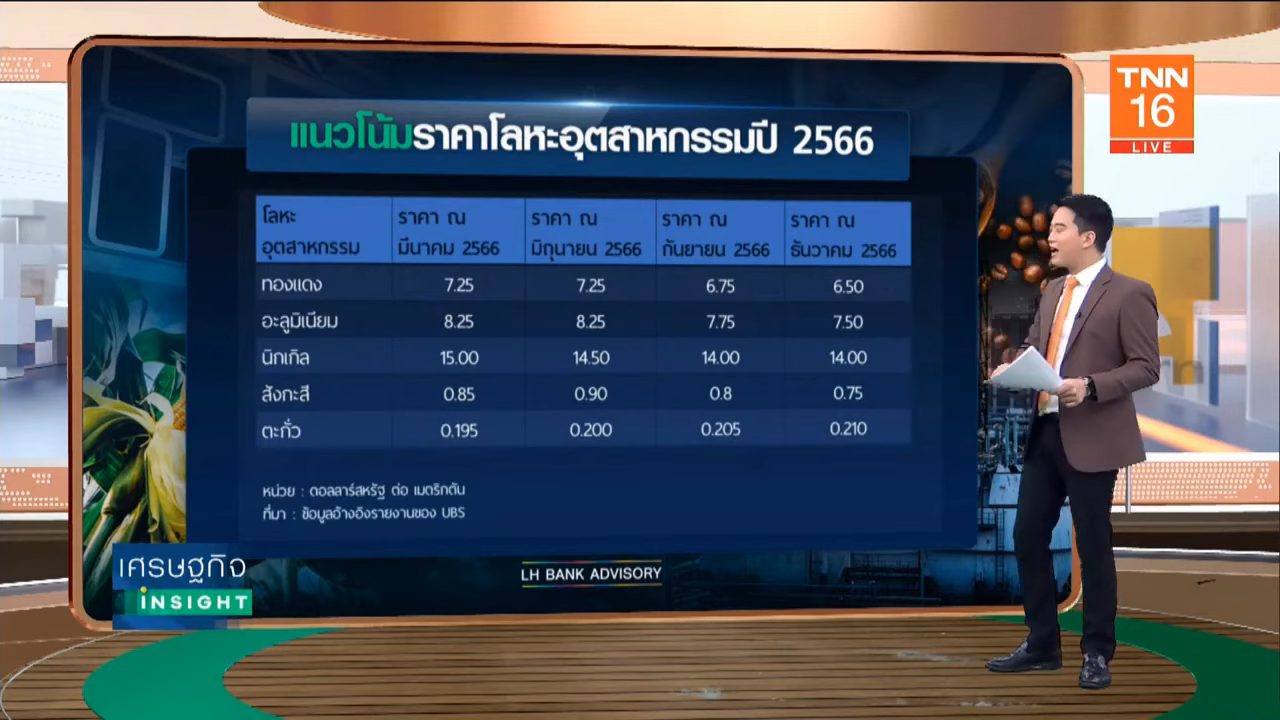 TNN
16
LIVE
แนวโน้มราคาโลหะอุตสาหกรรมปี 2566
โลหะ ราคา ณ ราคา ณ ราคา ณ ราคา ณ
อุตสาหกรรม มีนาคม 2566 มิถุนายน 2566 กันยายน 2566 ธันวาคม 2566
ทองแดง 7.25 7.25 6.75 6.50
อะลูมิเนียม 8.25 8.25 7.75 7.50
นิกเกิล 15.00 14.50 14.00 14.00
สังกะสี 0.85 0.90 0.8 0.75
ตะกั่ว 0.195 0.200 0.205 0.210
หน่วย : ดอลลาร์สหรัฐ ต่อ เมตริกตัน
ที่มา : ข้อมูลอ้างอิงรายงานของ UBS
เศรษฐกิจ
INSIGHT
LH BANK ADVISORY